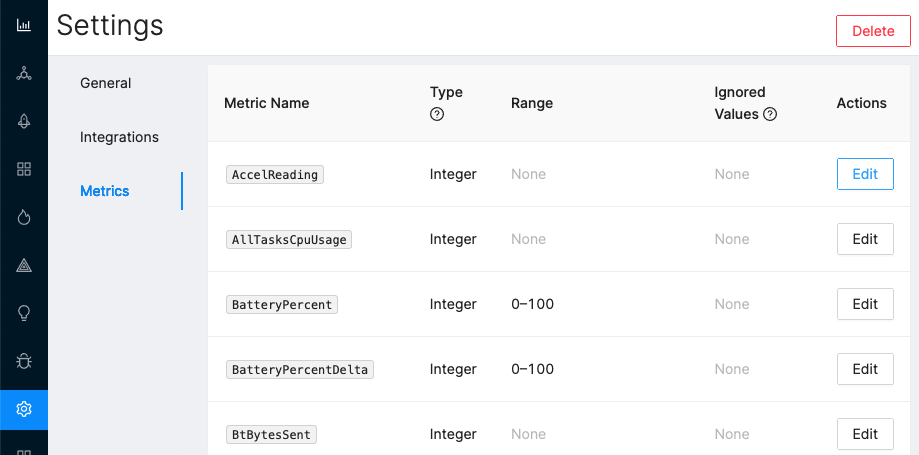 Settings
Delete
General
Integrations
Metrics
Metric Name Type Range Ignored Values Actions
AccelReading Integer None None Edit
AllTasksCpuUsage Integer None None Edit
BatteryPercent Integer 0–100 None Edit
BatteryPercentDelta Integer 0–100 None Edit
BtBytesSent Integer None None Edit